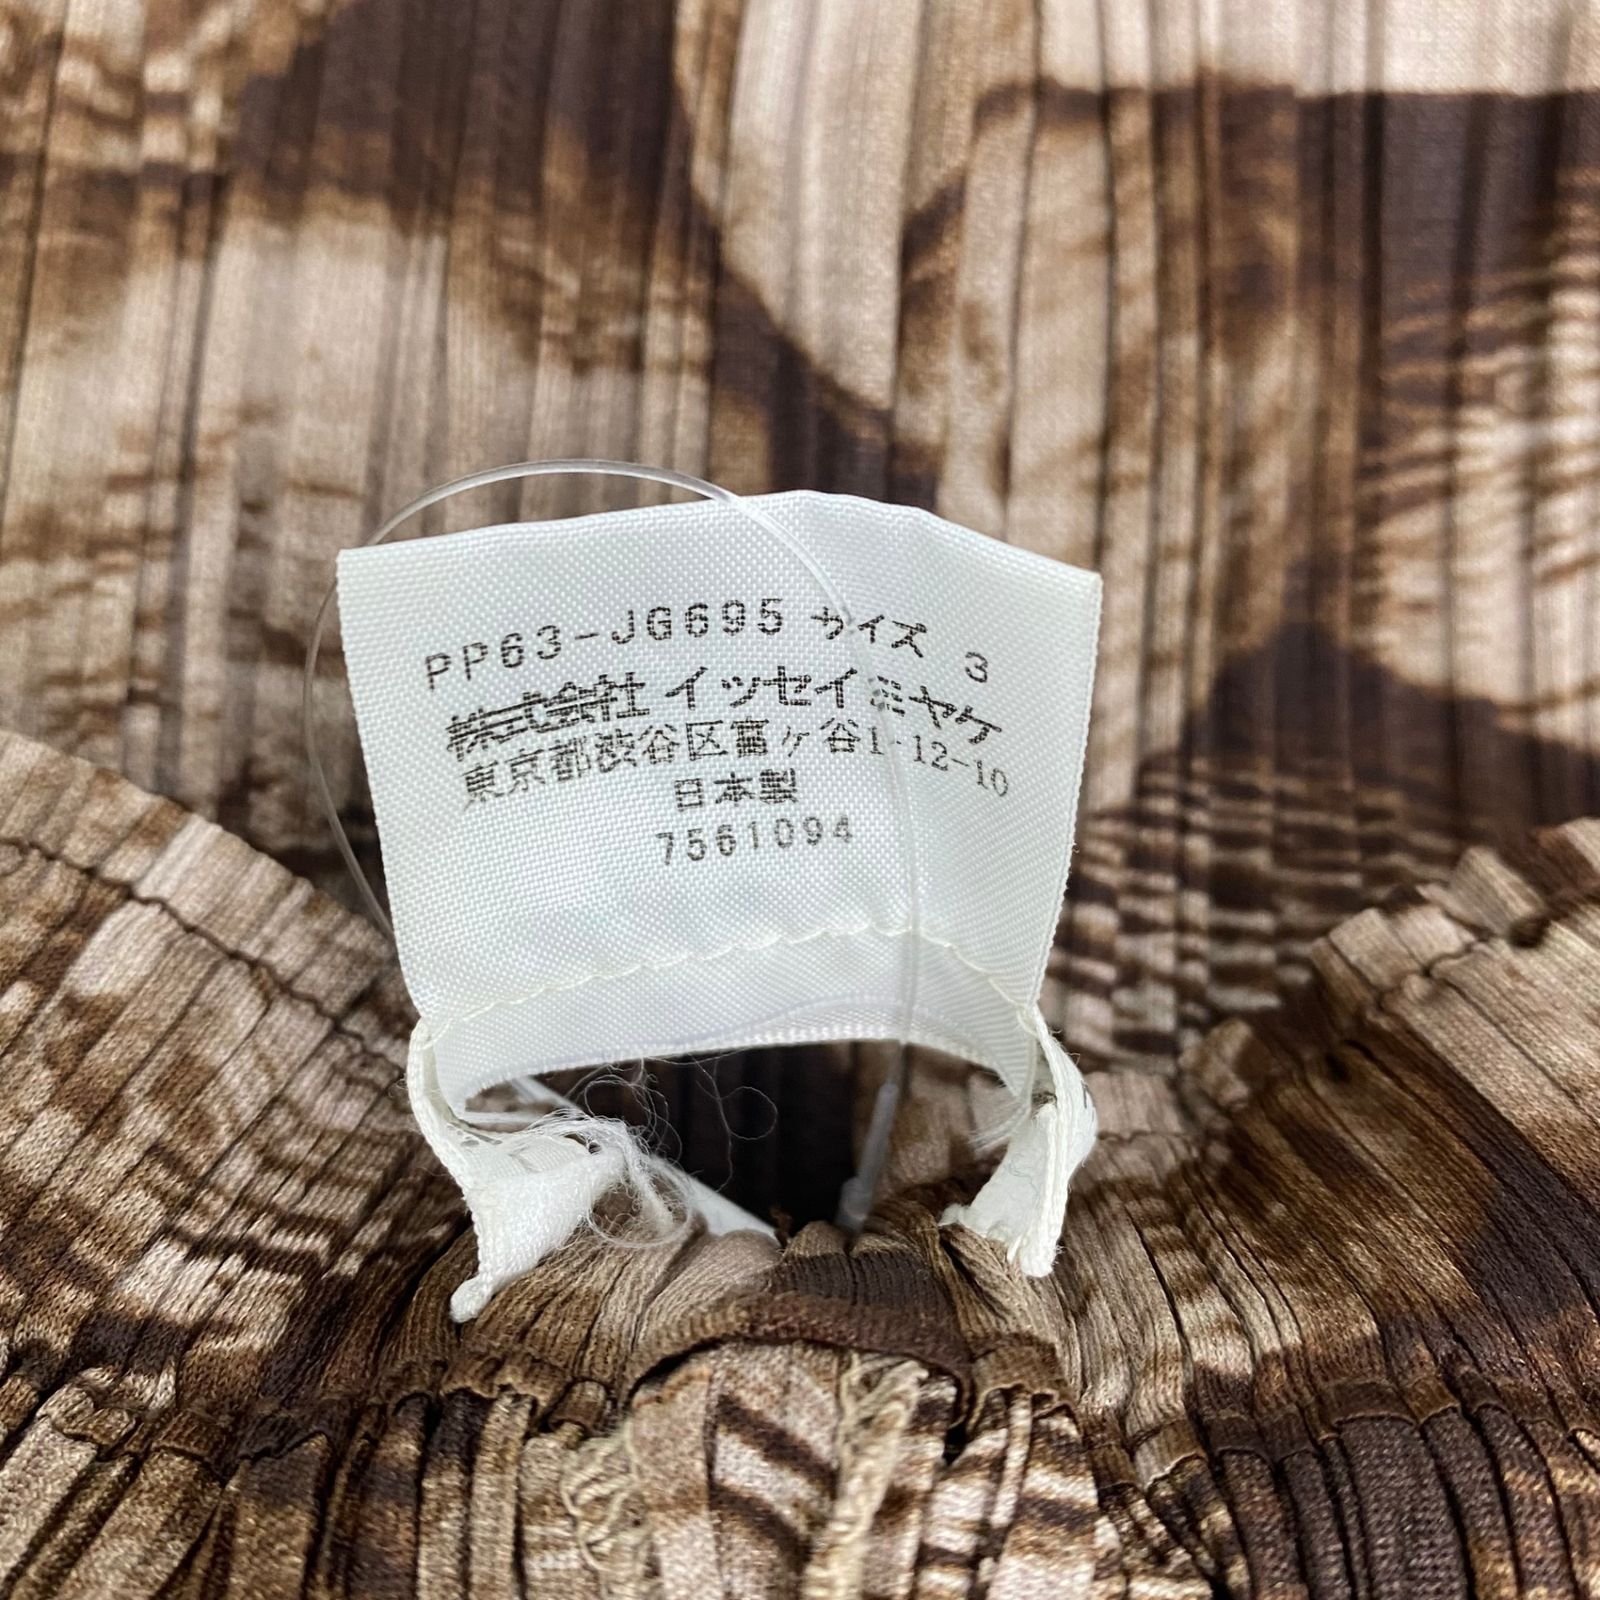 PP63-JG695 サイズ 3
株式会社 イッセイミヤケ
東京都渋谷区富ヶ谷1-12-10
日本製
7561094